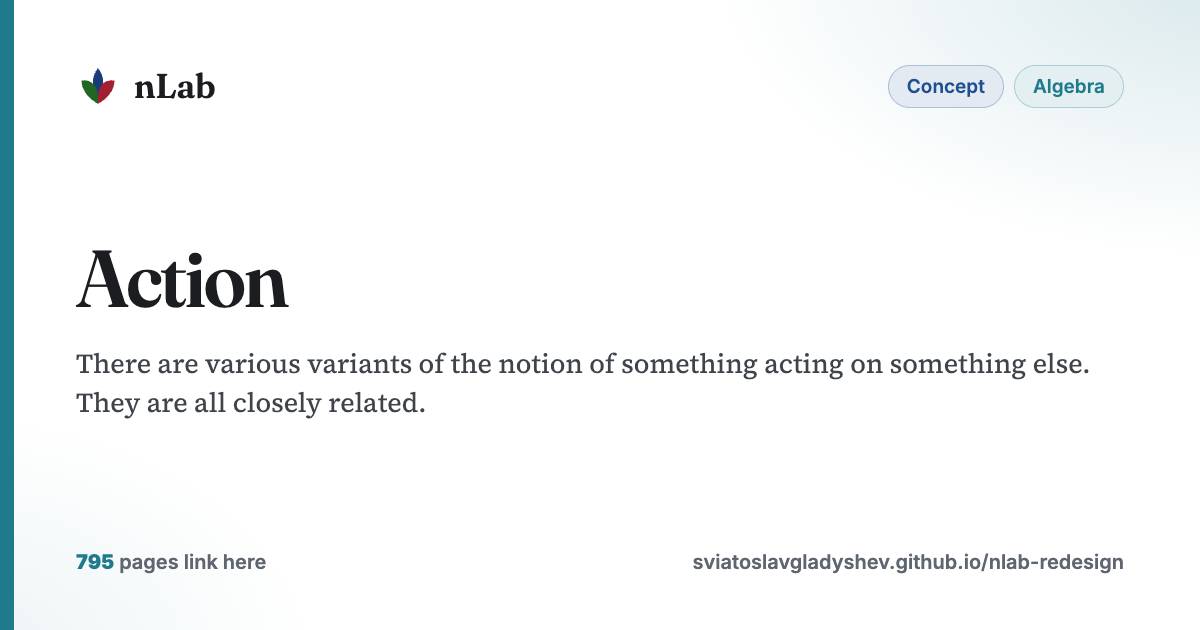 nLab
Concept
Algebra
Action
There are various variants of the notion of something acting on something else.
They are all closely related.
795 pages link here
sviatoslavgladyshev.github.io/nlab-redesign